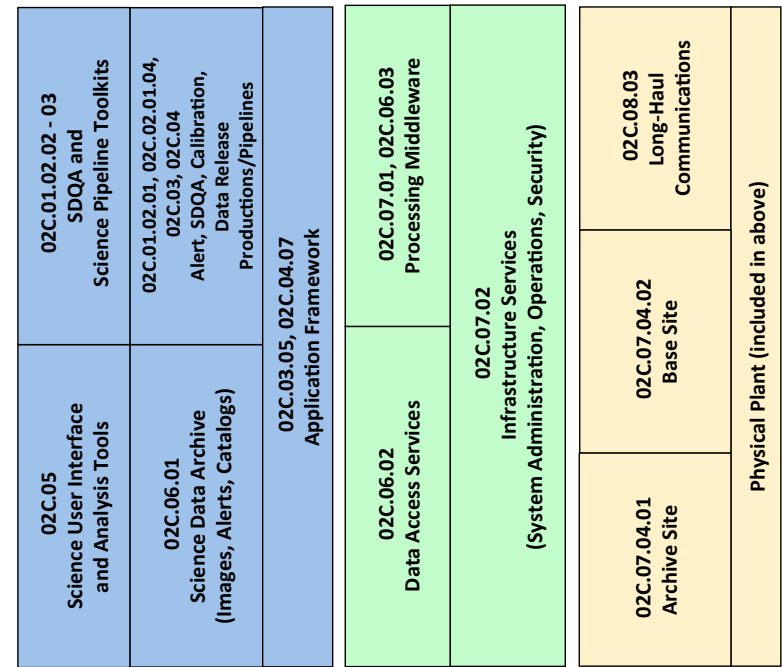 02C.05
Science User Interface
and Analysis Tools
02C.01.02.02 - 03
SDQA and
Science Pipeline Toolkits
02C.06.01
Science Data Archive
(Images, Alerts, Catalogs)
02C.01.02.01, 02C.02.01.04,
02C.03, 02C.04
Alert, SDQA, Calibration,
Data Release
Productions/Pipelines
02C.03.05, 02C.04.07
Application Framework
02C.06.02
Data Access Services
02C.07.01, 02C.06.03
Processing Middleware
02C.07.02
Infrastructure Services
(System Administration, Operations, Security)
02C.07.04.01
Archive Site
02C.07.04.02
Base Site
02C.08.03
Long-Haul
Communications
Physical Plant (included in above)